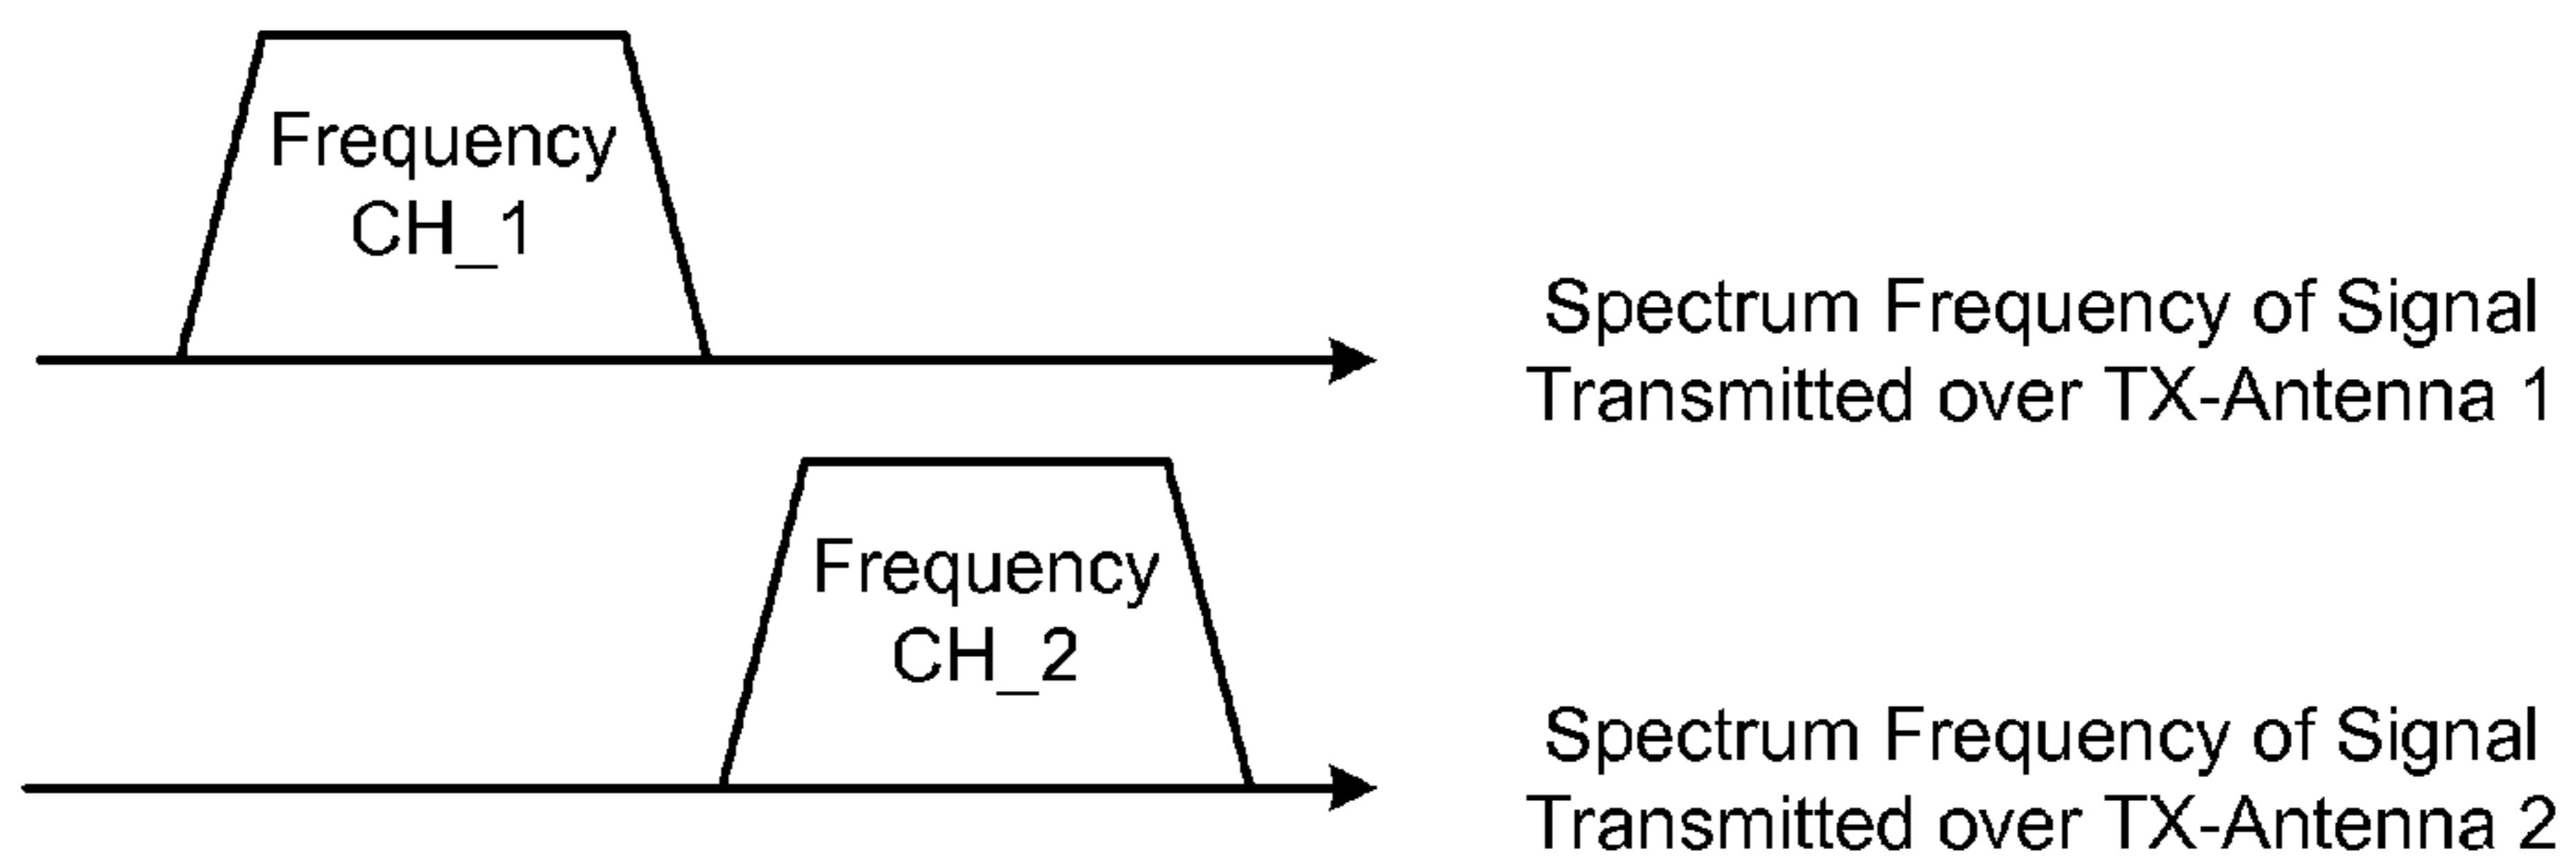 Frequency
CH_1
Spectrum Frequency of Signal
Transmitted over TX-Antenna 1
Frequency
CH_2
Spectrum Frequency of Signal
Transmitted over TX-Antenna 2